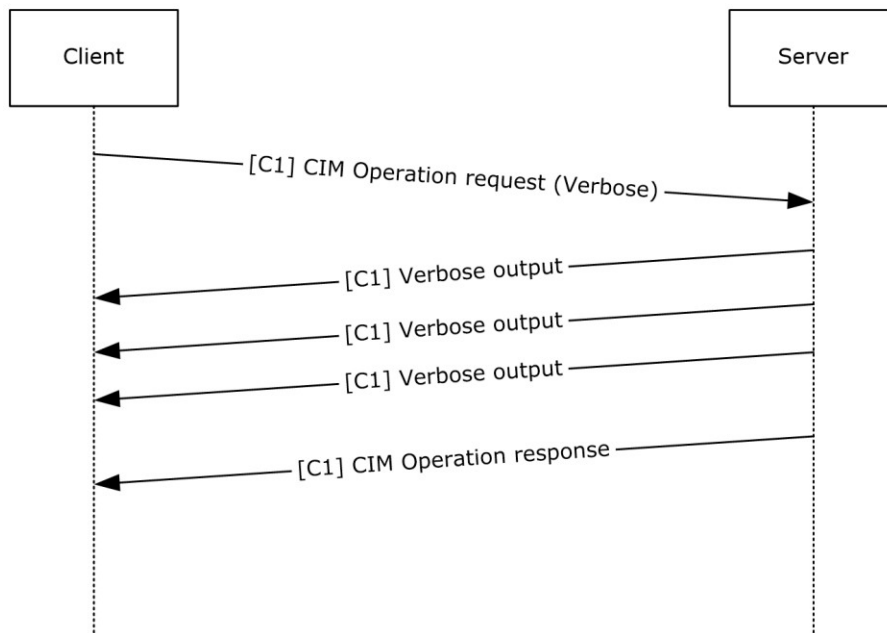 Client
Server
[C1] CIM Operation request (Verbose)
[C1] Verbose output
[C1] Verbose output
[C1] Verbose output
[C1] CIM Operation response